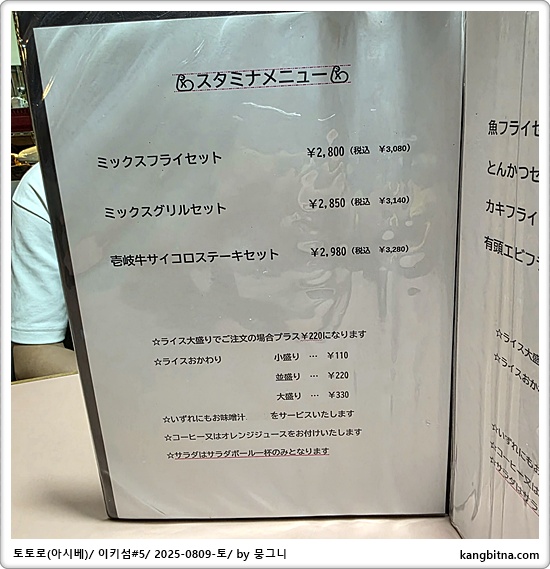 スタミナメニュー
ミックスフライセット ¥2,800 (税込 ¥3,080)
ミックスグリルセット ¥2,850 (税込 ¥3,140)
壱岐牛サイコロステーキセット ¥2,980 (税込 ¥3,280)
☆ライス大盛りでご注文の場合プラス¥220になります
☆ライスおかわり 小盛り … ¥110
並盛り … ¥220
大盛り … ¥330
☆いずれにもお味噌汁 をサービスいたします
☆コーヒー又はオレンジジュースをお付けいたします
☆サラダはサラダボール一杯のみとなります
魚フライセ
とんかつセ
カキフライ
有頭エビフラ
☆ライス大盛
☆ライスおか
☆いずれにもお
☆コーヒー又
☆サラダはサラ
토토로(아시베)/ 이키섬#5/ 2025-0809-토/ by 뭉그니
kangbitna.com